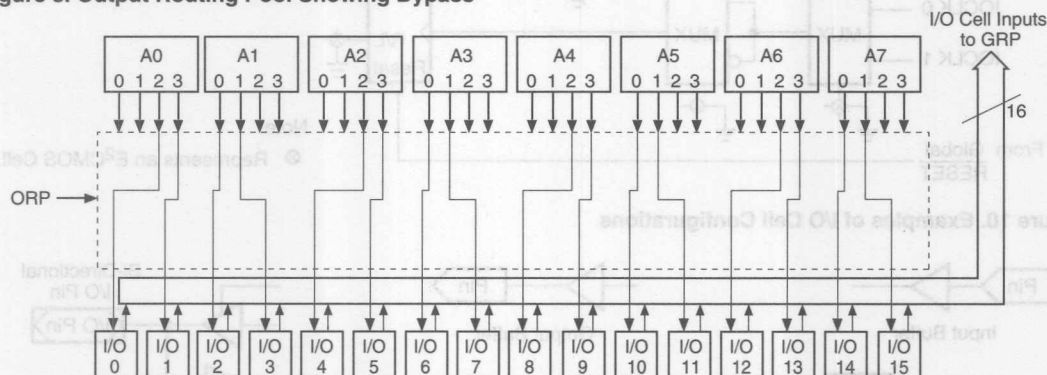 Output Routing Pool Showing Bypass
I/O Cell Inputs
to GRP
A0 A1 A2 A3 A4 A5 A6 A7
0 1 2 3 0 1 2 3 0 1 2 3 0 1 2 3 0 1 2 3 0 1 2 3 0 1 2 3 0 1 2 3
16
ORP
I/O I/O I/O I/O I/O I/O I/O I/O I/O I/O I/O I/O I/O I/O I/O I/O
0 1 2 3 4 5 6 7 8 9 10 11 12 13 14 15